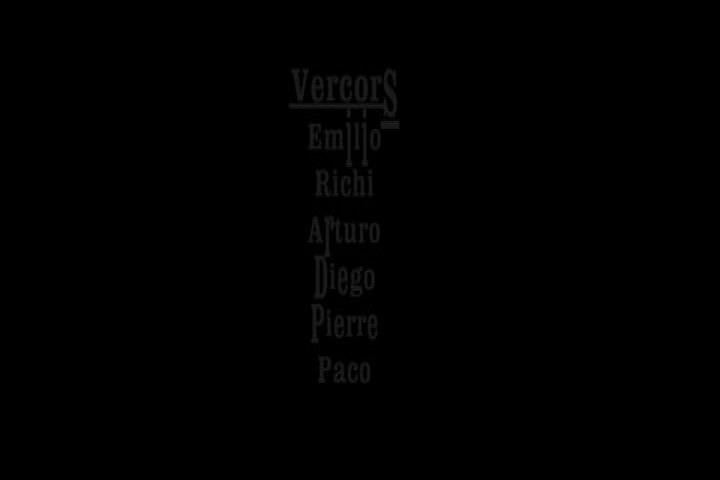 Vercors
Emilio
Richi
Arturo
Diego
Pierre
Paco